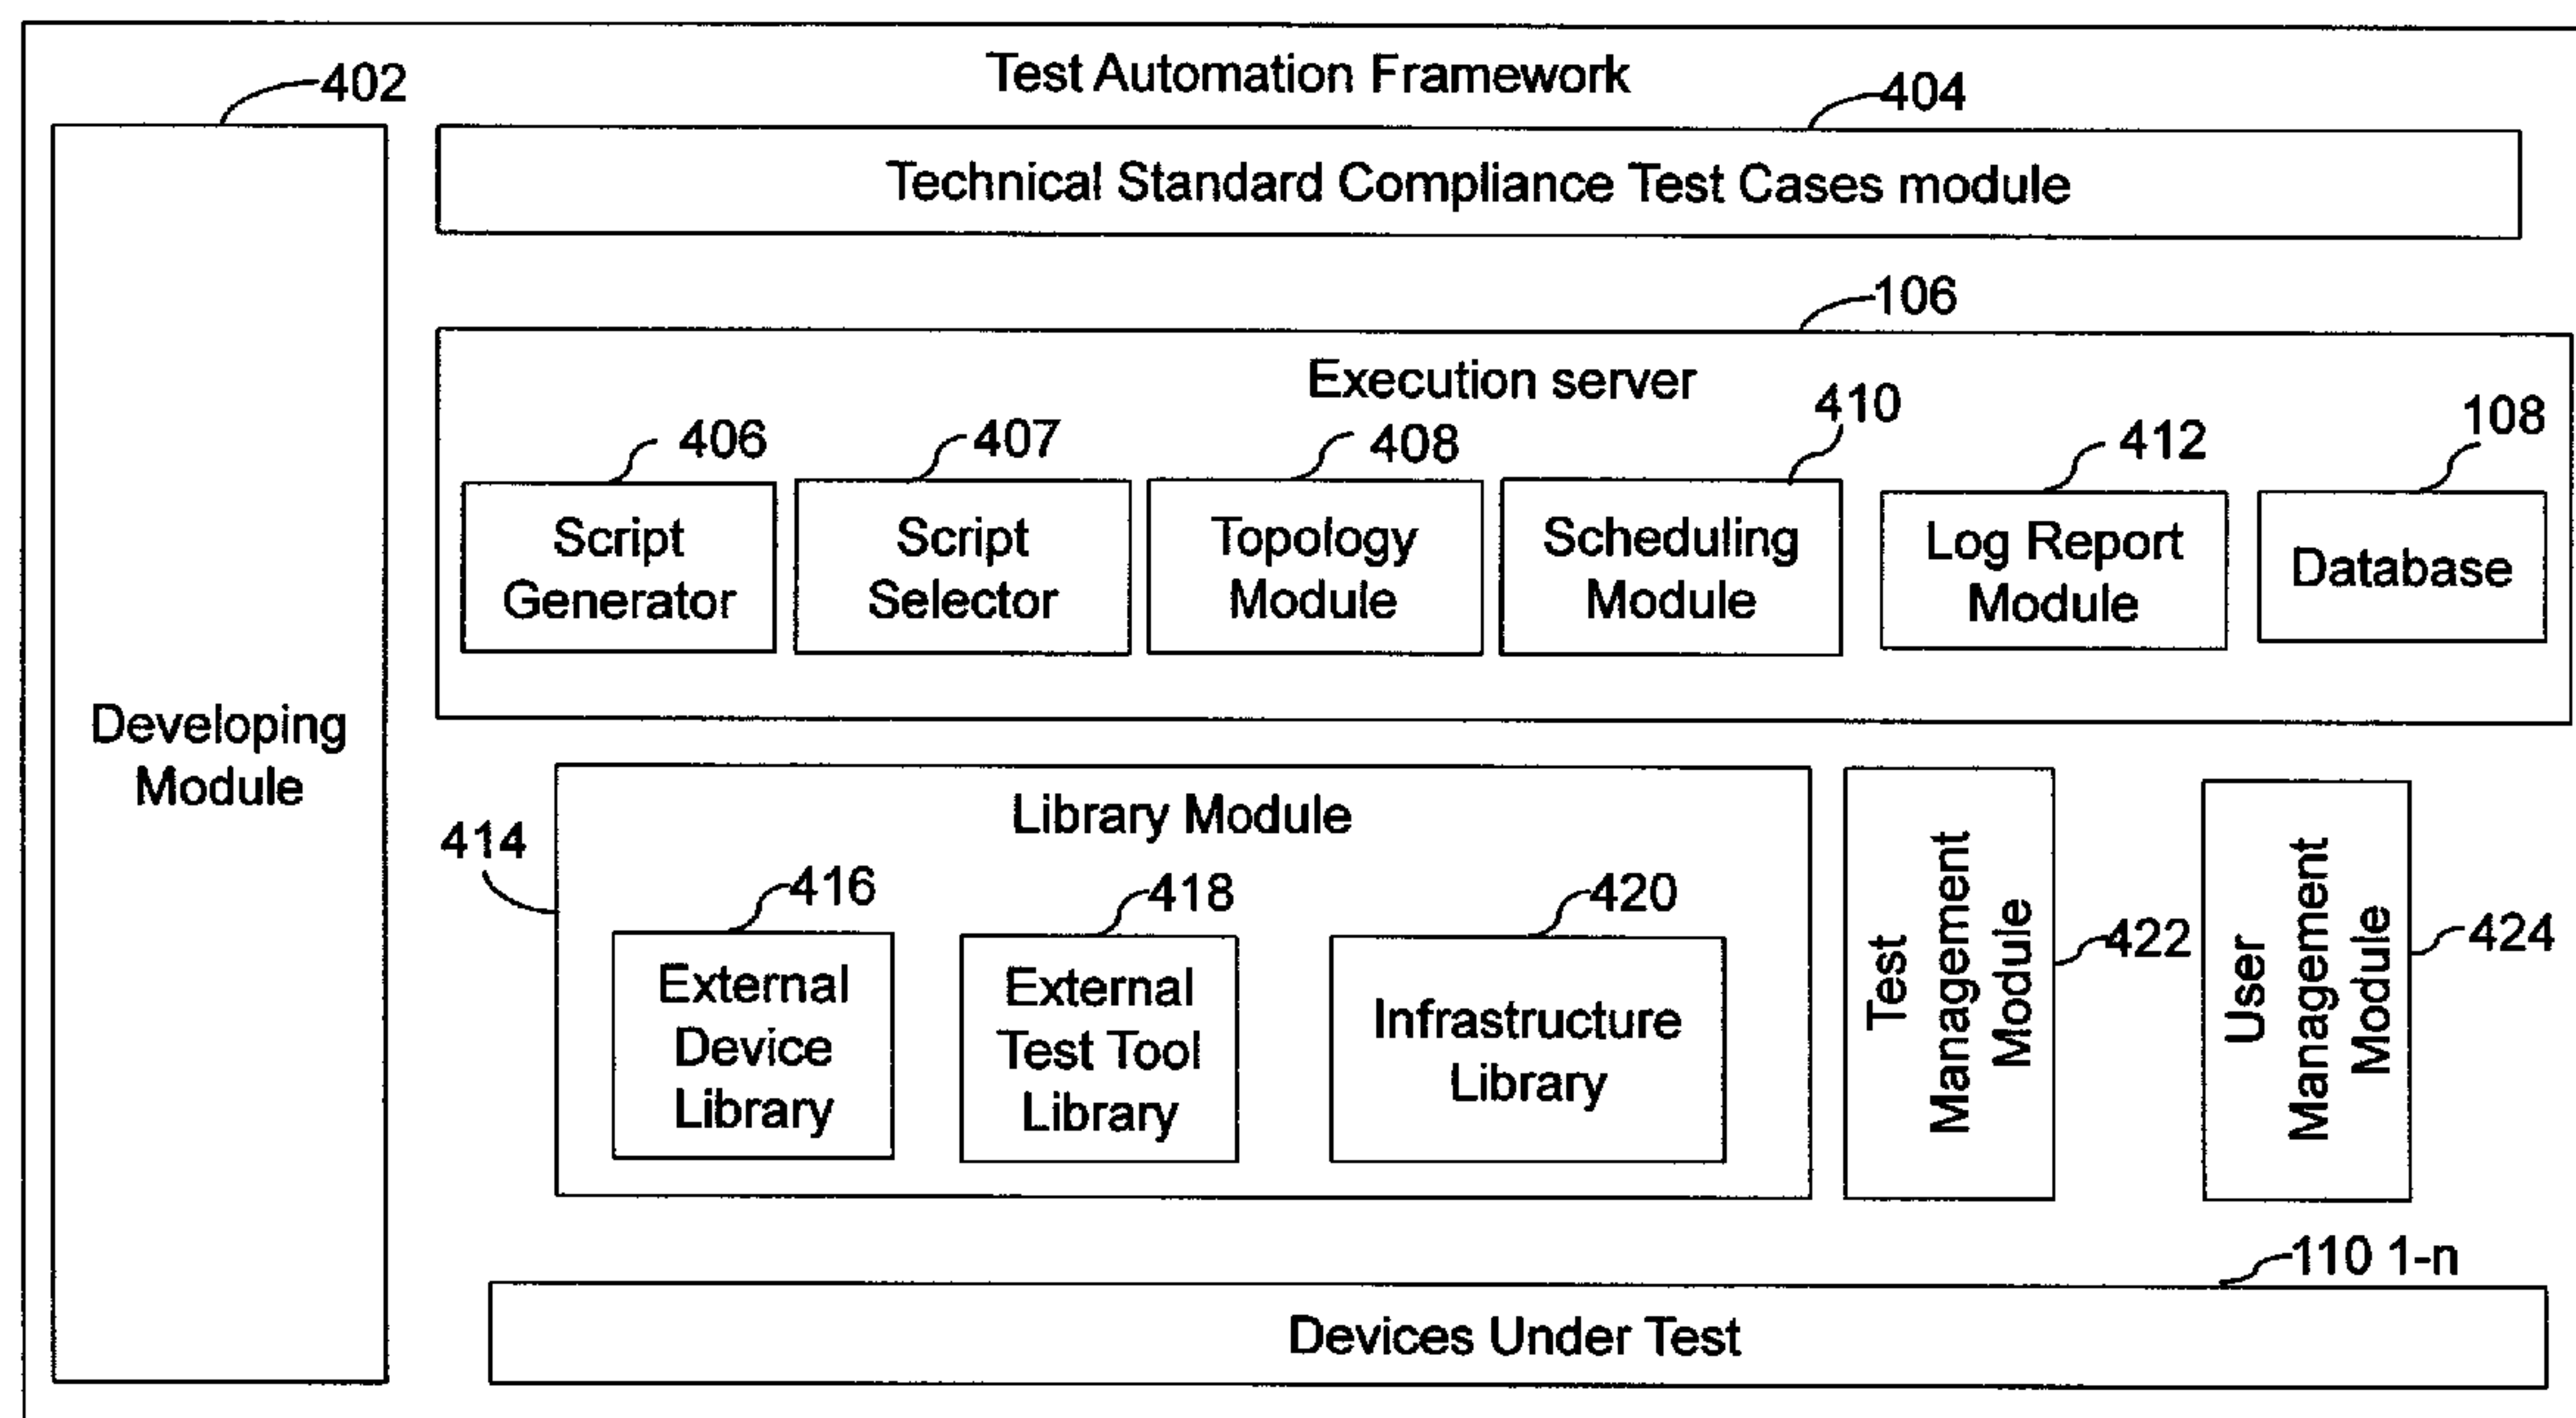 Test Automation Framework
402
404
Technical Standard Compliance Test Cases module
106
Execution server
406
407
408
410
412
108
Script
Generator
Script
Selector
Topology
Module
Scheduling
Module
Log Report
Module
Database
Developing
Module
414
Library Module
416
418
420
External
Device
Library
External
Test Tool
Library
Infrastructure
Library
Test
Management
Module
422
User
Management
Module
424
110 1-n
Devices Under Test